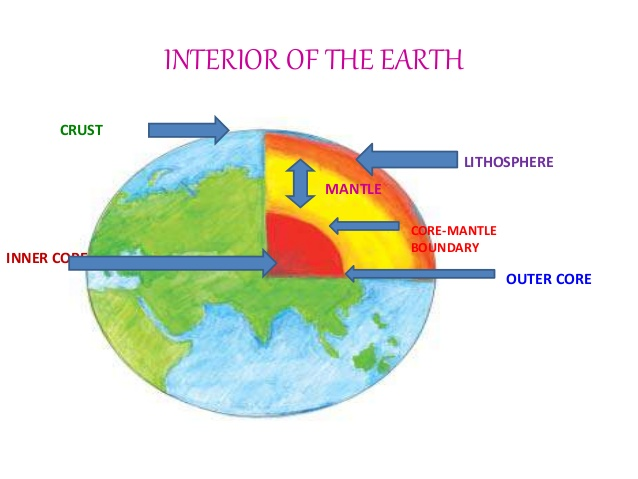 INTERIOR OF THE EARTH
CRUST
LITHOSPHERE
MANTLE
CORE-MANTLE
BOUNDARY
INNER CORE
OUTER CORE